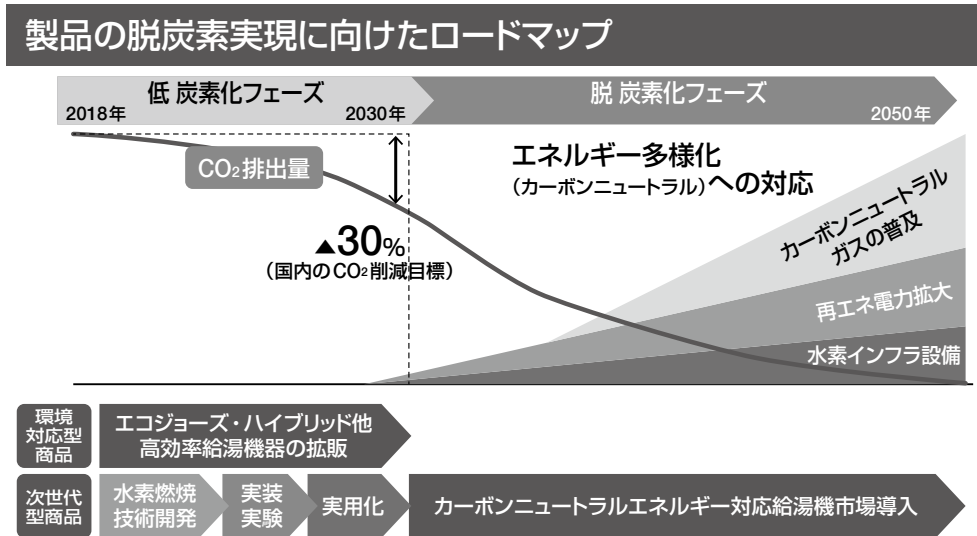 製品の脱炭素実現に向けたロードマップ
低 炭素化フェーズ
脱 炭素化フェーズ
2018年
2030年
2050年
CO₂排出量
エネルギー多様化
（カーボンニュートラル）への対応
▲30%
（国内のCO₂削減目標）
カーボンニュートラル
ガスの普及
再エネ電力拡大
水素インフラ設備
環境
対応型
商品
エコジョーズ・ハイブリッド他
高効率給湯機器の拡販
次世代
型商品
水素燃焼
技術開発
実装
実験
実用化
カーボンニュートラルエネルギー対応給湯機市場導入